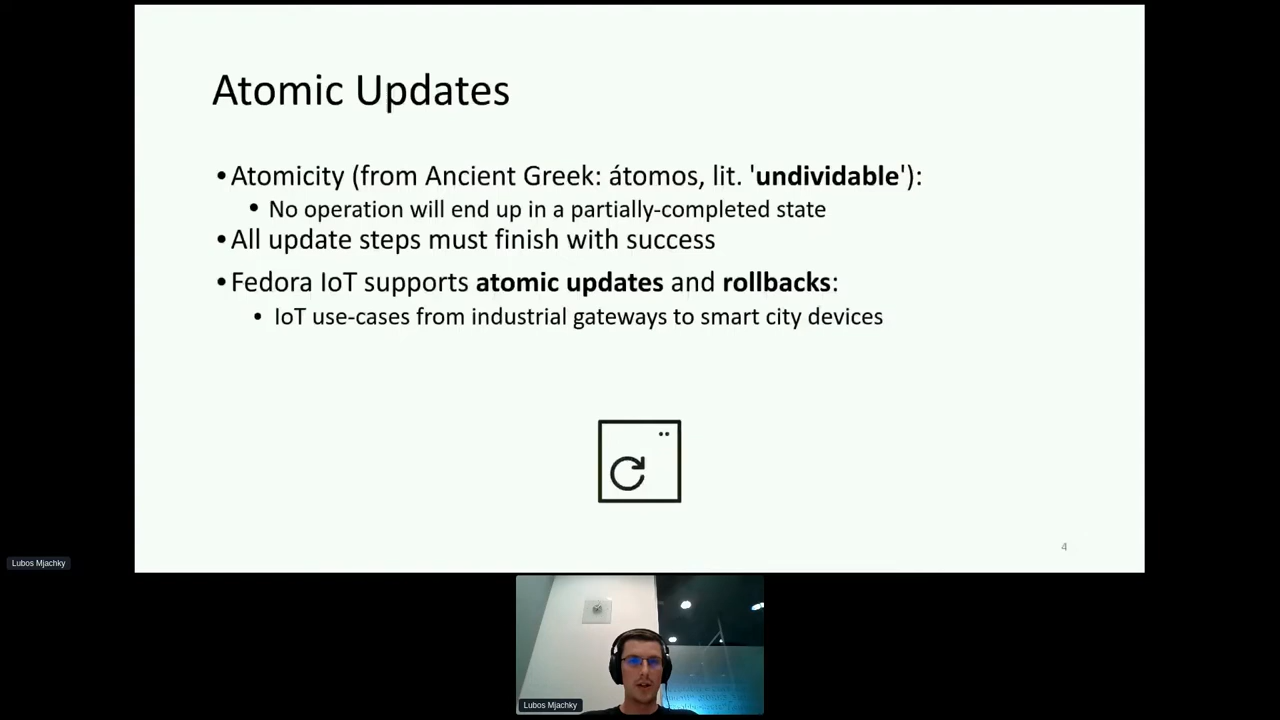 Atomic Updates
•Atomicity (from Ancient Greek: átomos, lit. 'undividable'):
• No operation will end up in a partially-completed state
•All update steps must finish with success
•Fedora IoT supports atomic updates and rollbacks:
• IoT use-cases from industrial gateways to smart city devices
4
Lubos Mjachky
Lubos Mjachky